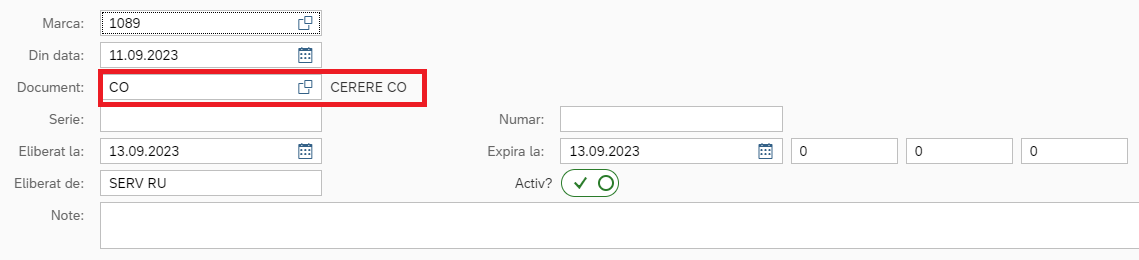 Marca: 1089
Din data: 11.09.2023
Document: CO CERERE CO
Serie: Numar:
Eliberat la: 13.09.2023 Expira la: 13.09.2023 0 0 0
Eliberat de: SERV RU Activ?
Note: